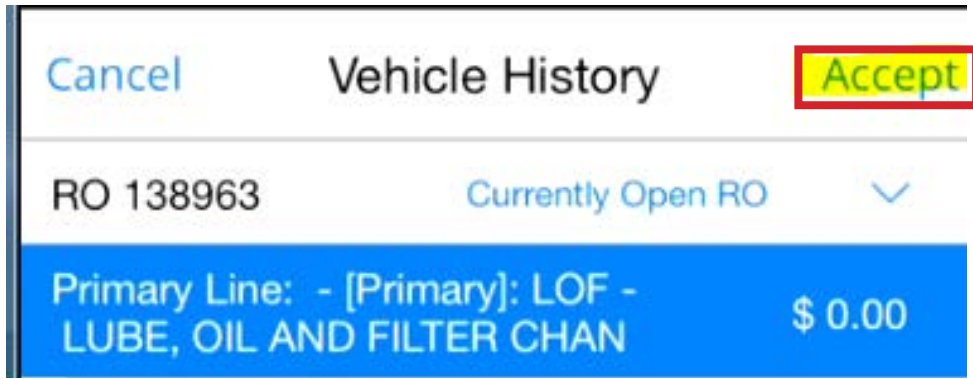 Cancel Vehicle History Accept
RO 138963 Currently Open RO
Primary Line: - [Primary]: LOF -
LUBE, OIL AND FILTER CHAN $ 0.00